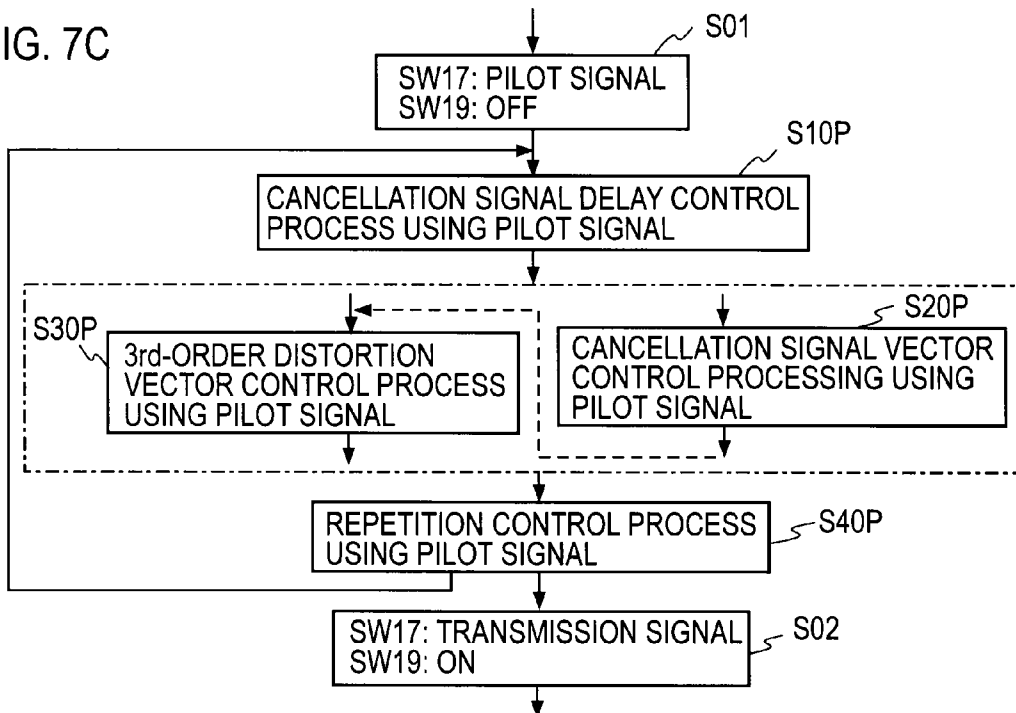 IG. 7C
S01
SW17: PILOT SIGNAL
SW19: OFF
S10P
CANCELLATION SIGNAL DELAY CONTROL
PROCESS USING PILOT SIGNAL
S30P
3rd-ORDER DISTORTION
VECTOR CONTROL PROCESS
USING PILOT SIGNAL
S20P
CANCELLATION SIGNAL VECTOR
CONTROL PROCESSING USING
PILOT SIGNAL
REPETITION CONTROL PROCESS
USING PILOT SIGNAL
S40P
SW17: TRANSMISSION SIGNAL
SW19: ON
S02